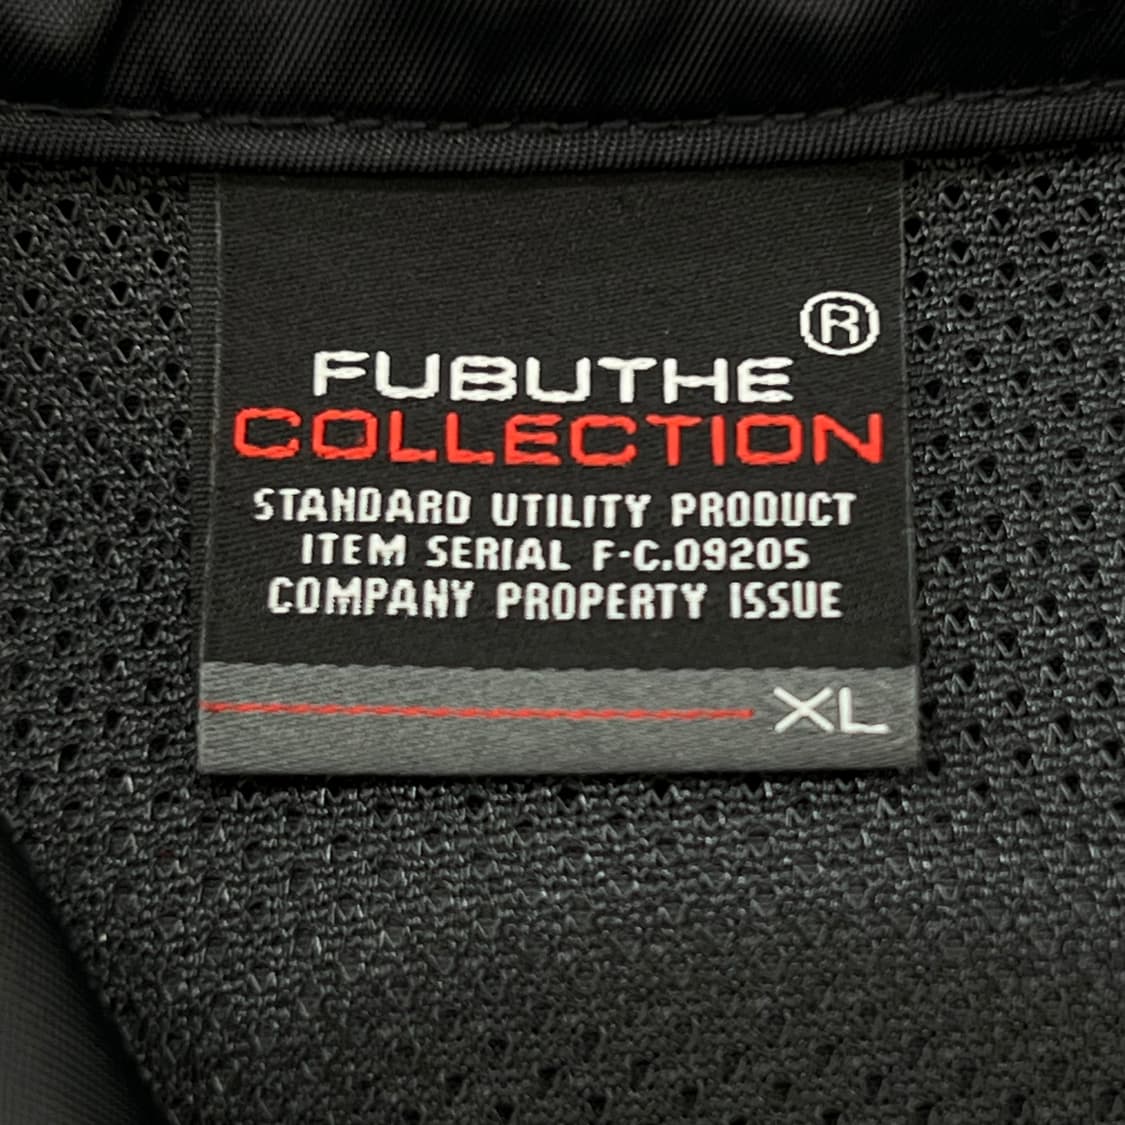 ®
FUBUTHE
COLLECTION
STANDARD UTILITY PRODUCT
ITEM SERIAL F-C.09205
COMPANY PROPERTY ISSUE
XL